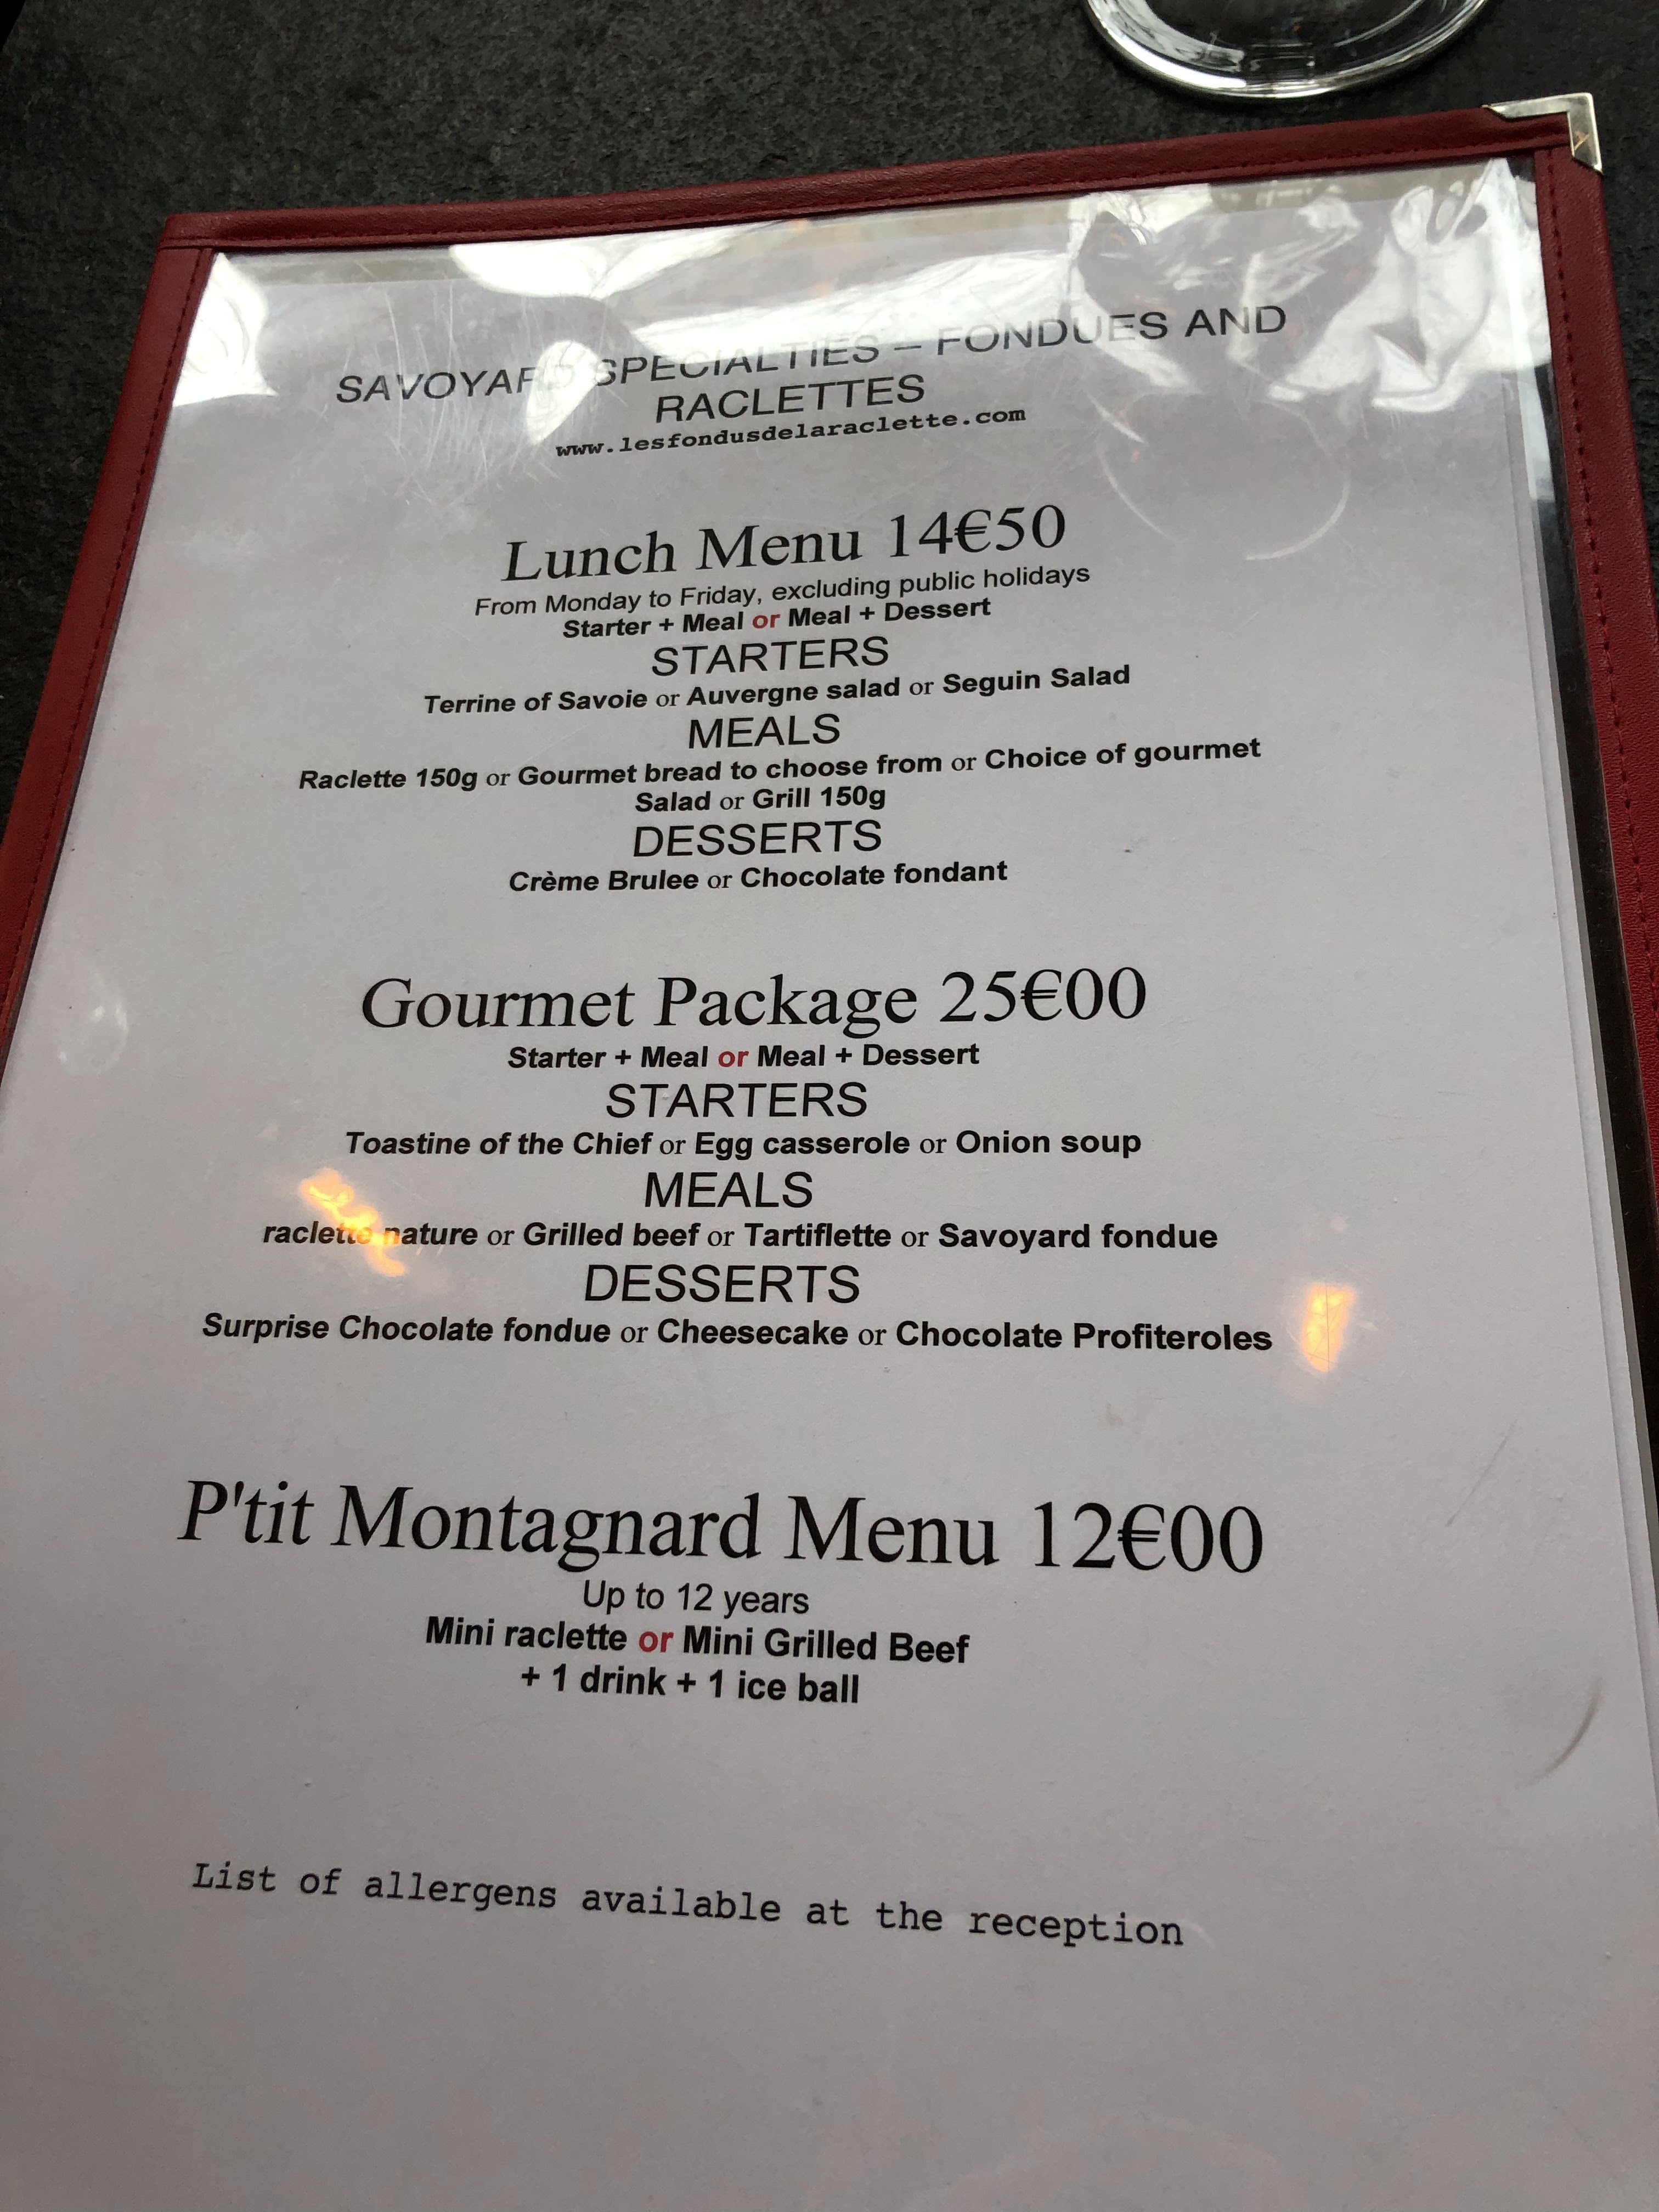 SAVOYARD SPECIALTIES – FONDUES AND
RACLETTES
www.lesfondusdelaraclette.com
Lunch Menu 14€50
From Monday to Friday, excluding public holidays
Starter + Meal or Meal + Dessert
STARTERS
Terrine of Savoie or Auvergne salad or Seguin Salad
MEALS
Raclette 150g or Gourmet bread to choose from or Choice of gourmet
Salad or Grill 150g
DESSERTS
Crème Brulee or Chocolate fondant
Gourmet Package 25€00
Starter + Meal or Meal + Dessert
STARTERS
Toastine of the Chief or Egg casserole or Onion soup
MEALS
raclette nature or Grilled beef or Tartiflette or Savoyard fondue
DESSERTS
Surprise Chocolate fondue or Cheesecake or Chocolate Profiteroles
P'tit Montagnard Menu 12€00
Up to 12 years
Mini raclette or Mini Grilled Beef
+ 1 drink + 1 ice ball
List of allergens available at the reception